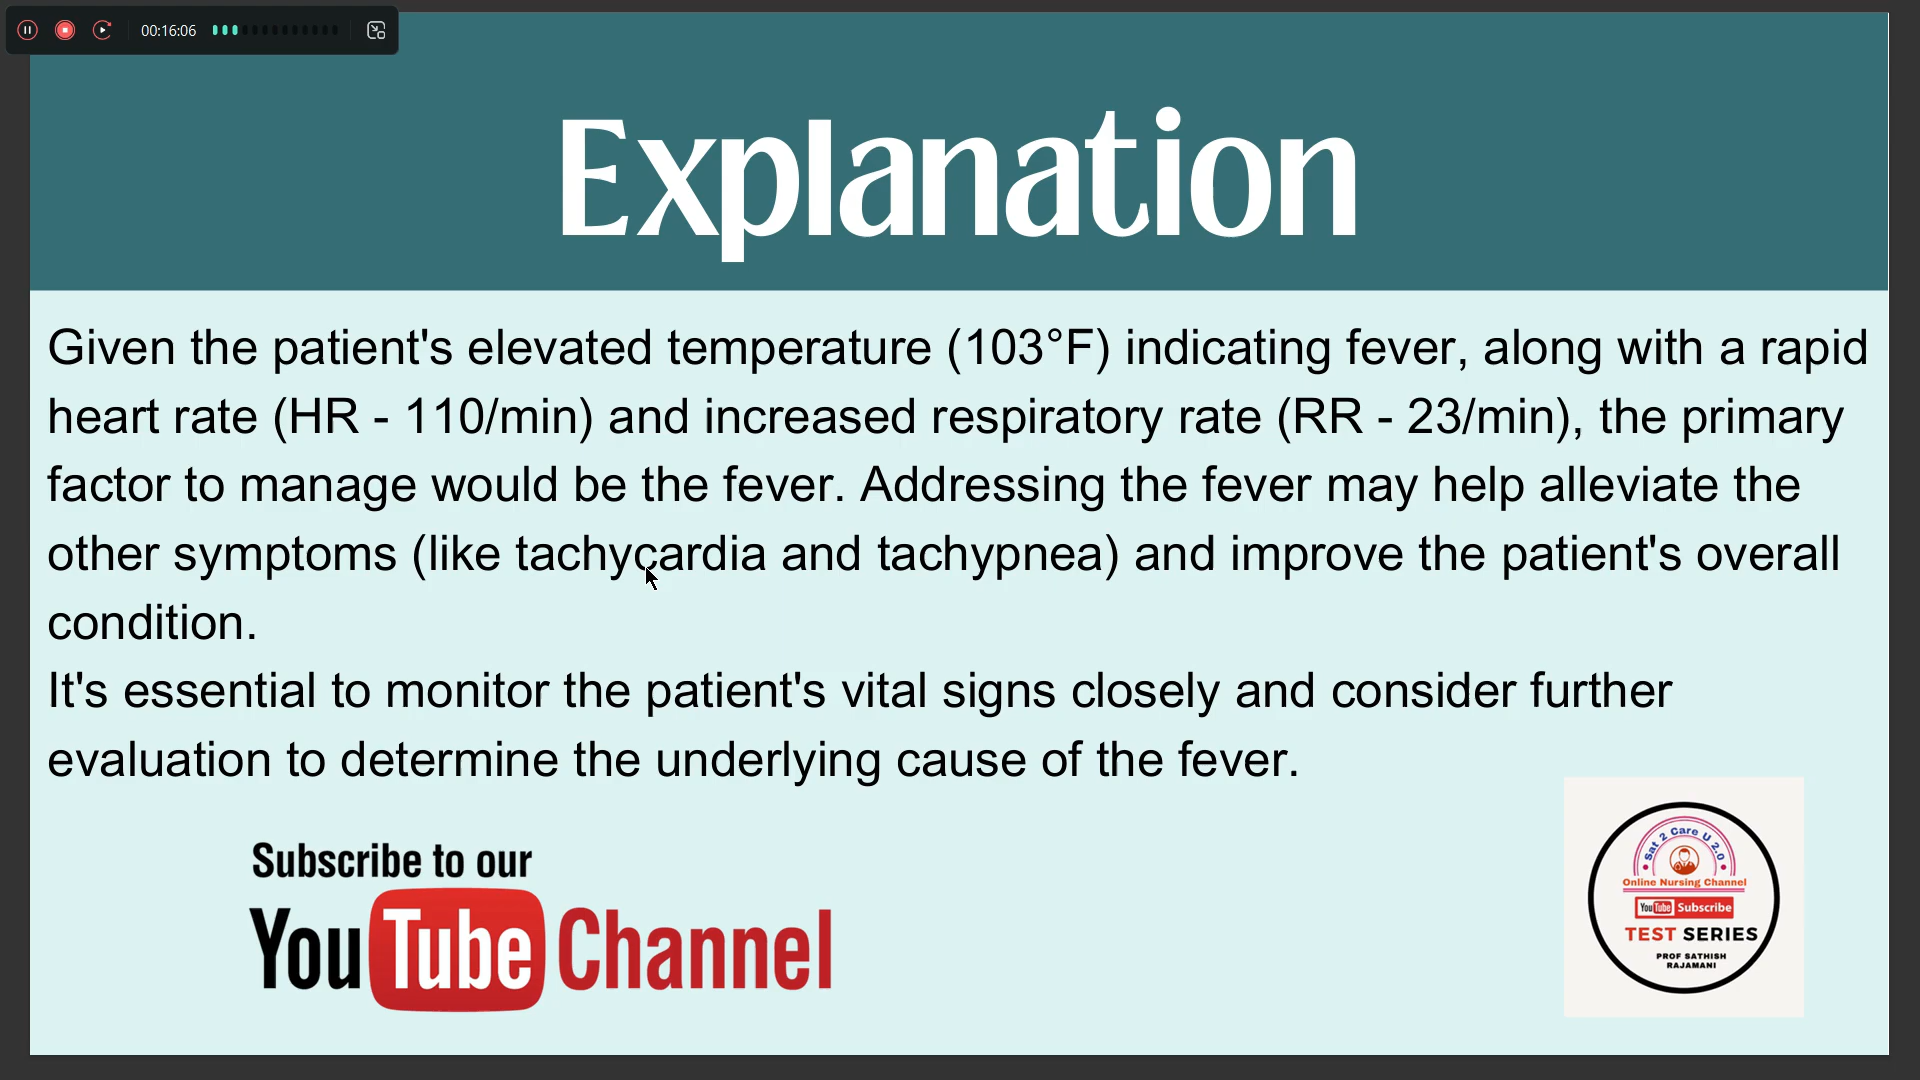 00:16:06
Explanation
Given the patient's elevated temperature (103°F) indicating fever, along with a rapid
heart rate (HR - 110/min) and increased respiratory rate (RR - 23/min), the primary
factor to manage would be the fever. Addressing the fever may help alleviate the
other symptoms (like tachycardia and tachypnea) and improve the patient's overall
condition.
It's essential to monitor the patient's vital signs closely and consider further
evaluation to determine the underlying cause of the fever.
Subscribe to our
YouTube Channel
Sat 2 Care U 2.0
Online Nursing Channel
YouTube Subscribe
TEST SERIES
PROF SATHISH
RAJAMANI